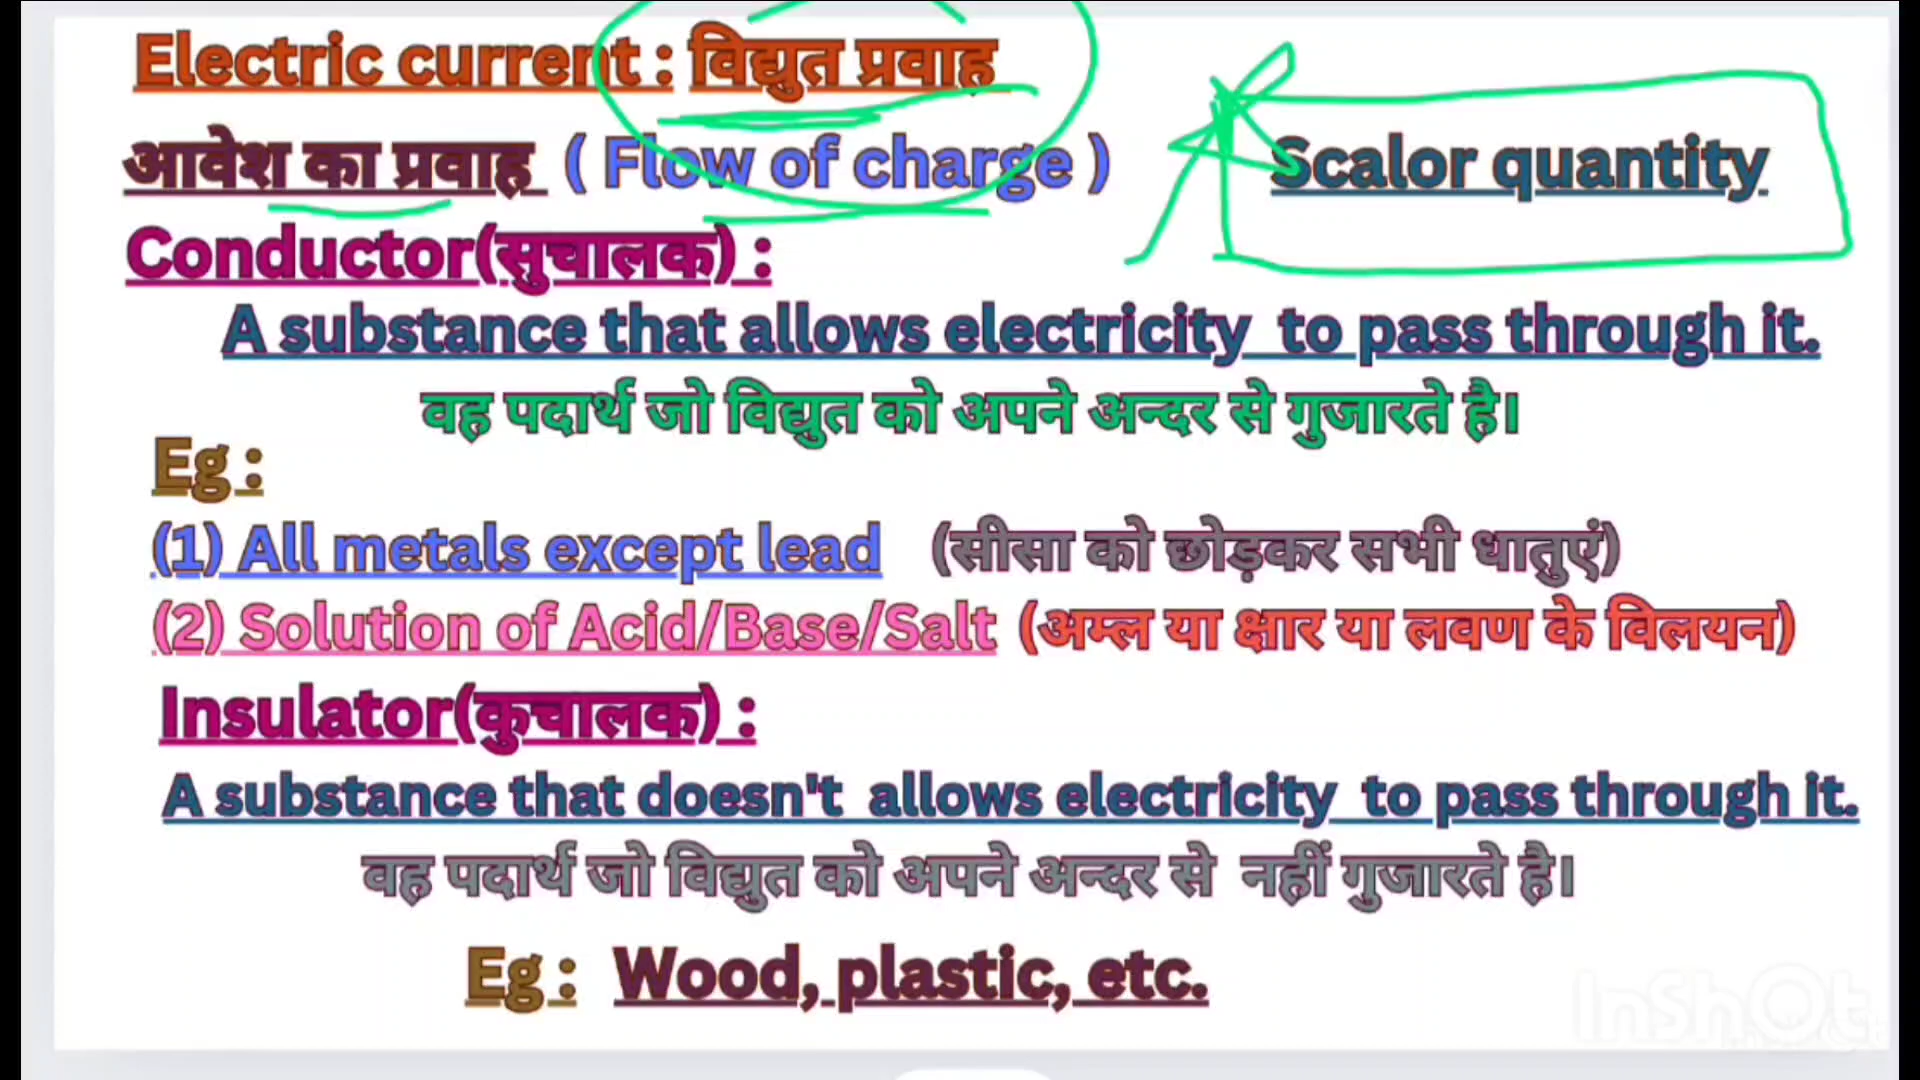 Electric current : विद्युत प्रवाह
आवेश का प्रवाह ( Flow of charge )
Scalor quantity
Conductor(सुचालक) :
A substance that allows electricity to pass through it.
वह पदार्थ जो विद्युत को अपने अन्दर से गुजारते है।
Eg :
(1) All metals except lead (सीसा को छोड़कर सभी धातुएं)
(2) Solution of Acid/Base/Salt (अम्ल या क्षार या लवण के विलयन)
Insulator(कुचालक) :
A substance that doesn't allows electricity to pass through it.
वह पदार्थ जो विद्युत को अपने अन्दर से नहीं गुजारते है।
Eg : Wood, plastic, etc.
InShOt